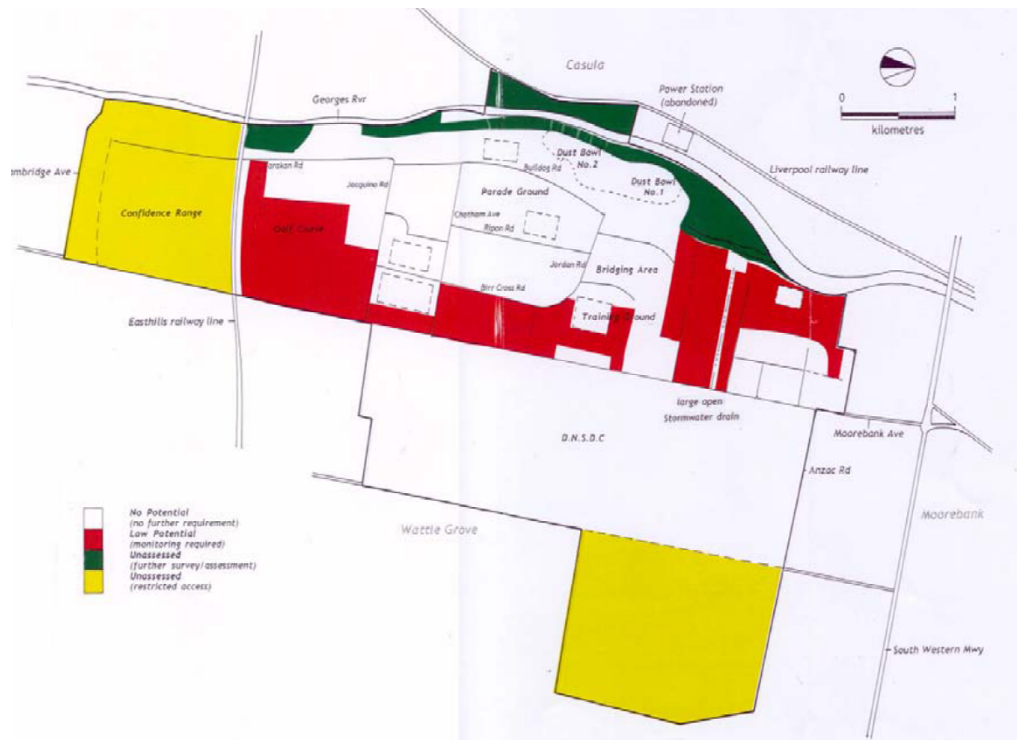 Casula
Power Station
(abandoned)
0 1
kilometres
Georges Rvr
Liverpool railway line
Dust Bowl
No.2
Bulldog Rd
Dust Bowl
No.1
ambridge Ave
arakan Rd
Jacquino Rd
Parade Ground
Confidence Range
Golf Course
Chatham Ave
Ripon Rd
Jordan Rd
Bridging Area
Birr Cross Rd
Training Ground
Easthills railway line
large open
Stormwater drain
Moorebank Ave
D.N.S.D.C
Anzac Rd
Moorebank
Wattle Grove
No Potential
(no further requirement)
Low Potential
(monitoring required)
Unassessed
(further survey/assessment)
Unassessed
(restricted access)
South Western Mwy